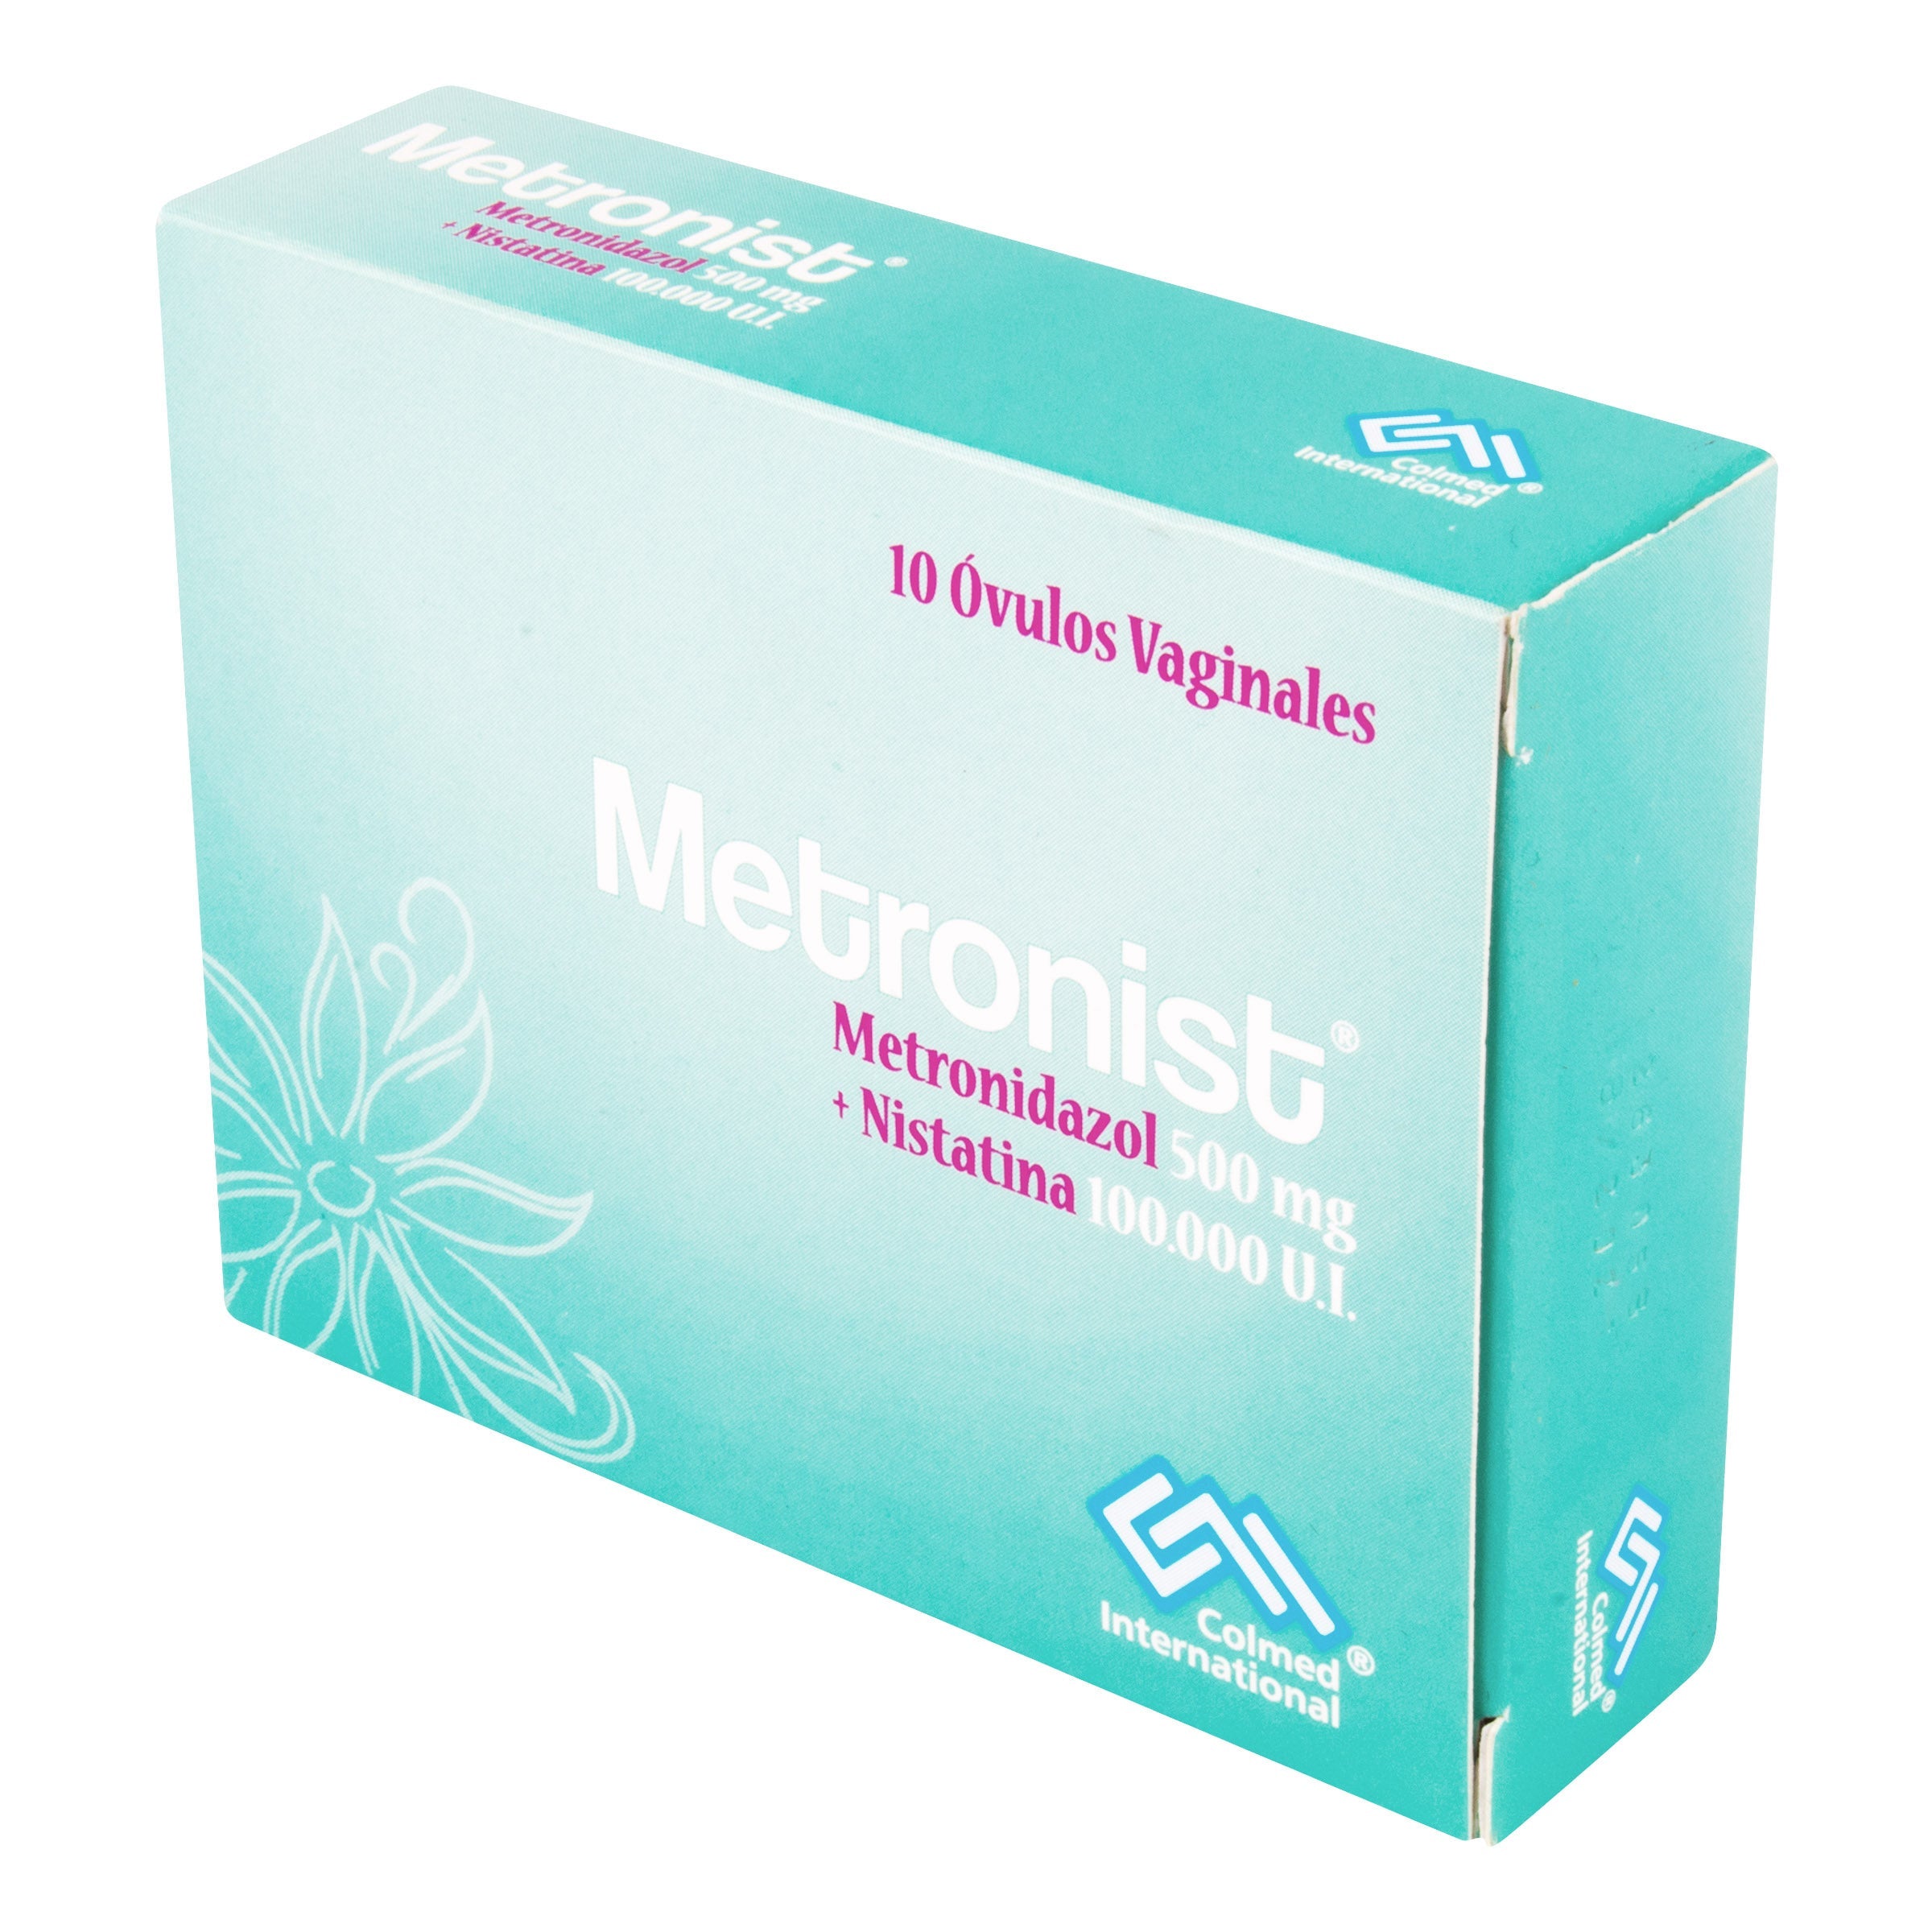 Metronist®
Metronidazol 500 mg
+ Nistatina 100.000 U.I.
Colmed®
International
10 Óvulos Vaginales
Metronist®
Metronidazol 500 mg
+ Nistatina 100.000 U.I.
Colmed®
International
Colmed®
International